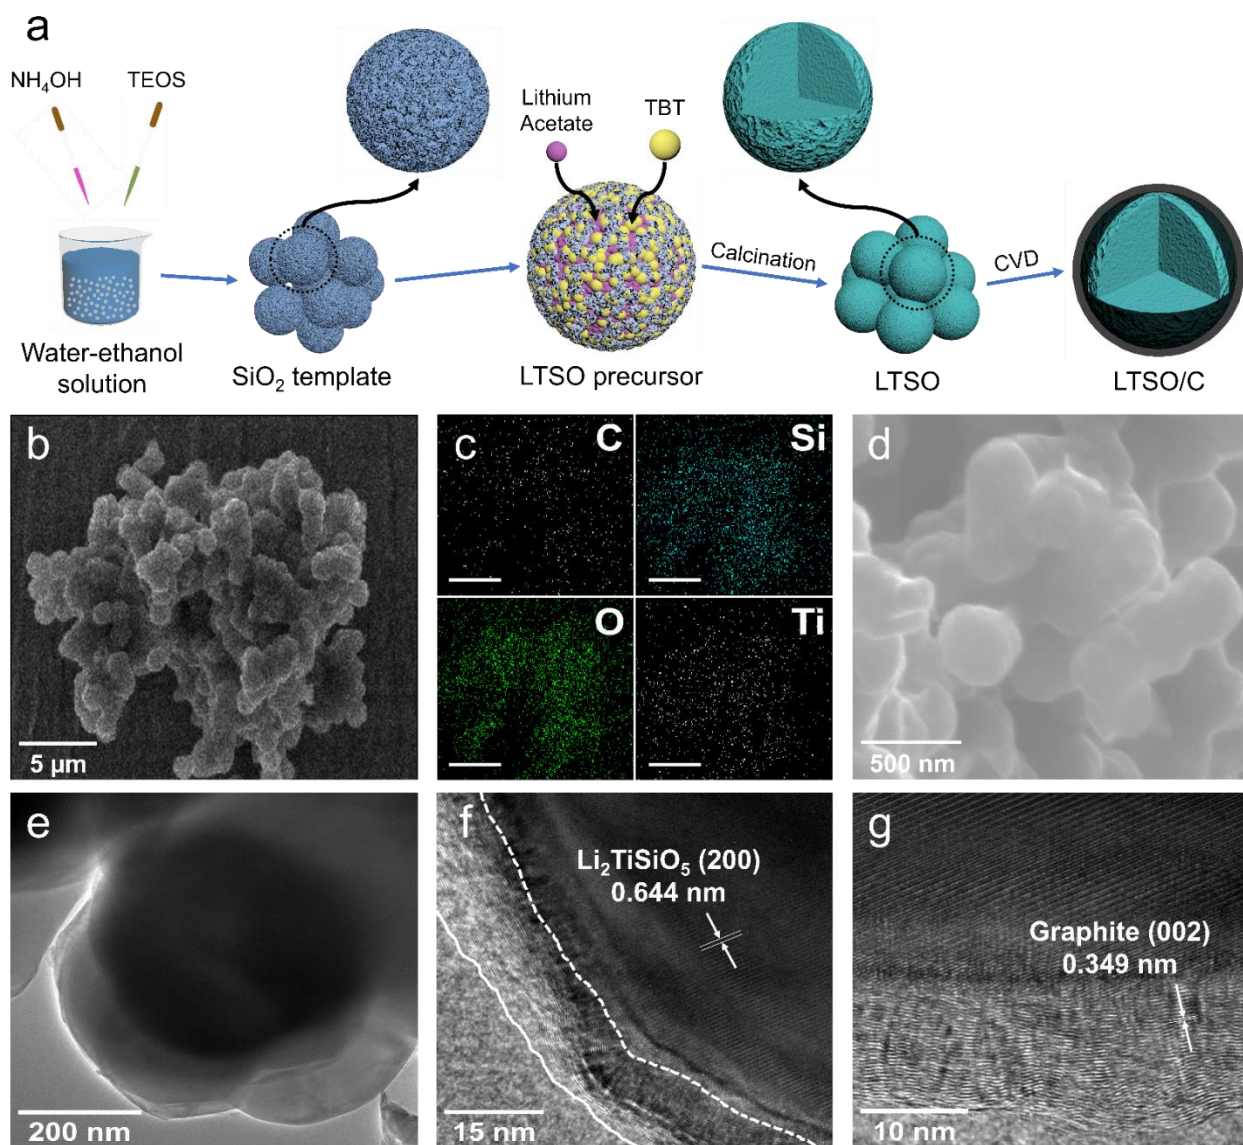 a
NH₄OH
TEOS
Water-ethanol
solution
SiO₂ template
Lithium
Acetate
TBT
LTSO precursor
Calcination
LTSO
CVD
LTSO/C
b
5 μm
c
C
Si
O
Ti
d
500 nm
e
200 nm
f
Li₂TiSiO₅ (200)
0.644 nm
15 nm
g
Graphite (002)
0.349 nm
10 nm